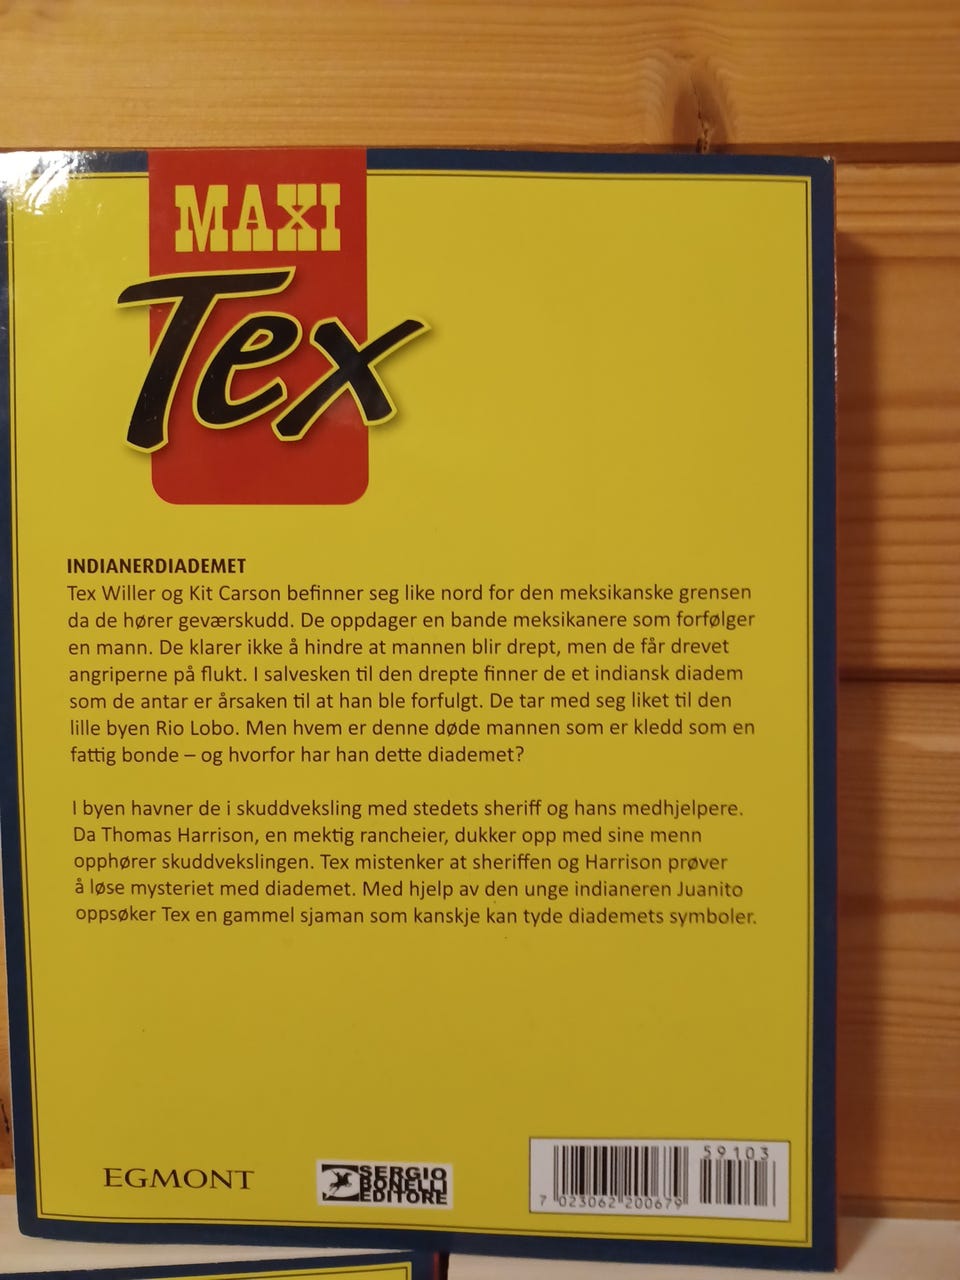 MAXI
Tex
INDIANERDIADEMET
Tex Willer og Kit Carson befinner seg like nord for den meksikanske grensen
da de hører geværskudd. De oppdager en bande meksikanere som forfølger
en mann. De klarer ikke å hindre at mannen blir drept, men de får drevet
angriperne på flukt. I salvesken til den drepte finner de et indiansk diadem
som de antar er årsaken til at han ble forfulgt. De tar med seg liket til den
lille byen Rio Lobo. Men hvem er denne døde mannen som er kledd som en
fattig bonde – og hvorfor har han dette diademet?
I byen havner de i skuddveksling med stedets sheriff og hans medhjelpere.
Da Thomas Harrison, en mektig rancheier, dukker opp med sine menn
opphører skuddvekslingen. Tex mistenker at sheriffen og Harrison prøver
å løse mysteriet med diademet. Med hjelp av den unge indianeren Juanito
oppsøker Tex en gammel sjaman som kanskje kan tyde diademets symboler.
EGMONT
SERGIO
BONELLI
EDITORE
59103
7 023062 200679